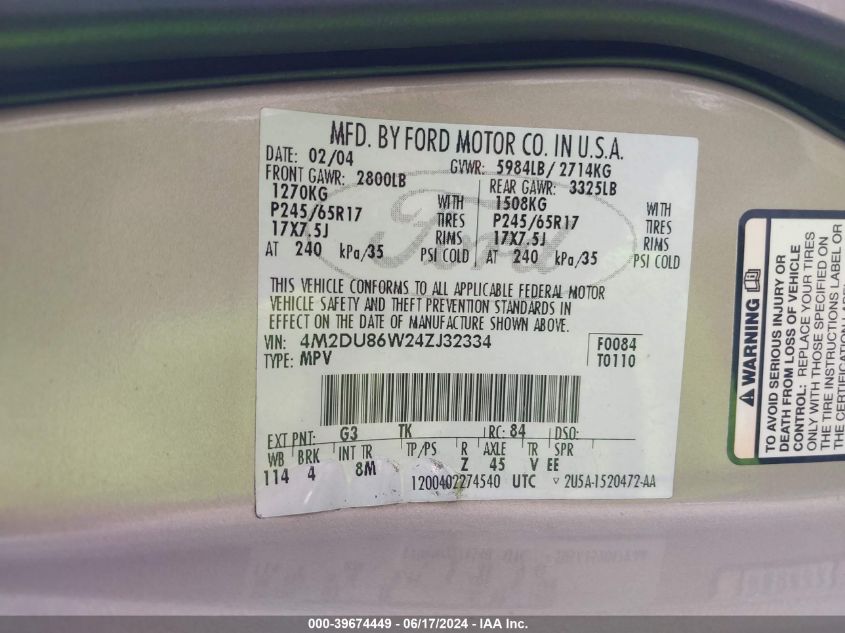 MFD. BY FORD MOTOR CO. IN U.S.A.
DATE: 02/04 GVWR: 5984LB/2714KG
FRONT GAWR: 2800LB REAR GAWR: 3325LB
1270KG WITH 1508KG WITH
P245/65R17 TIRES P245/65R17 TIRES
17X7.5J RIMS 17X7.5J RIMS
AT 240 kPa/35 PSI COLD AT 240 kPa/35 PSI COLD
Ford
THIS VEHICLE CONFORMS TO ALL APPLICABLE FEDERAL MOTOR
VEHICLE SAFETY AND THEFT PREVENTION STANDARDS IN
EFFECT ON THE DATE OF MANUFACTURE SHOWN ABOVE.
VIN: 4M2DU86W24ZJ32334 F0084
TYPE: MPV T0110
EXT PNT: G3 TK RC: 84 DSO:
WB BRK INT TR TP/PS R AXLE TR SPR
114 4 8M Z 45 V EE
1200402274540 UTC 2U5A-1520472-AA
WARNING
TO AVOID SERIOUS INJURY OR
DEATH FROM LOSS OF VEHICLE
CONTROL: REPLACE YOUR TIRES
ONLY WITH THOSE SPECIFIED ON
THE TIRE INSTRUCTIONS LABEL OR
THE CERTIFICATION LABEL
000-39674449 - 06/17/2024 - IAA Inc.